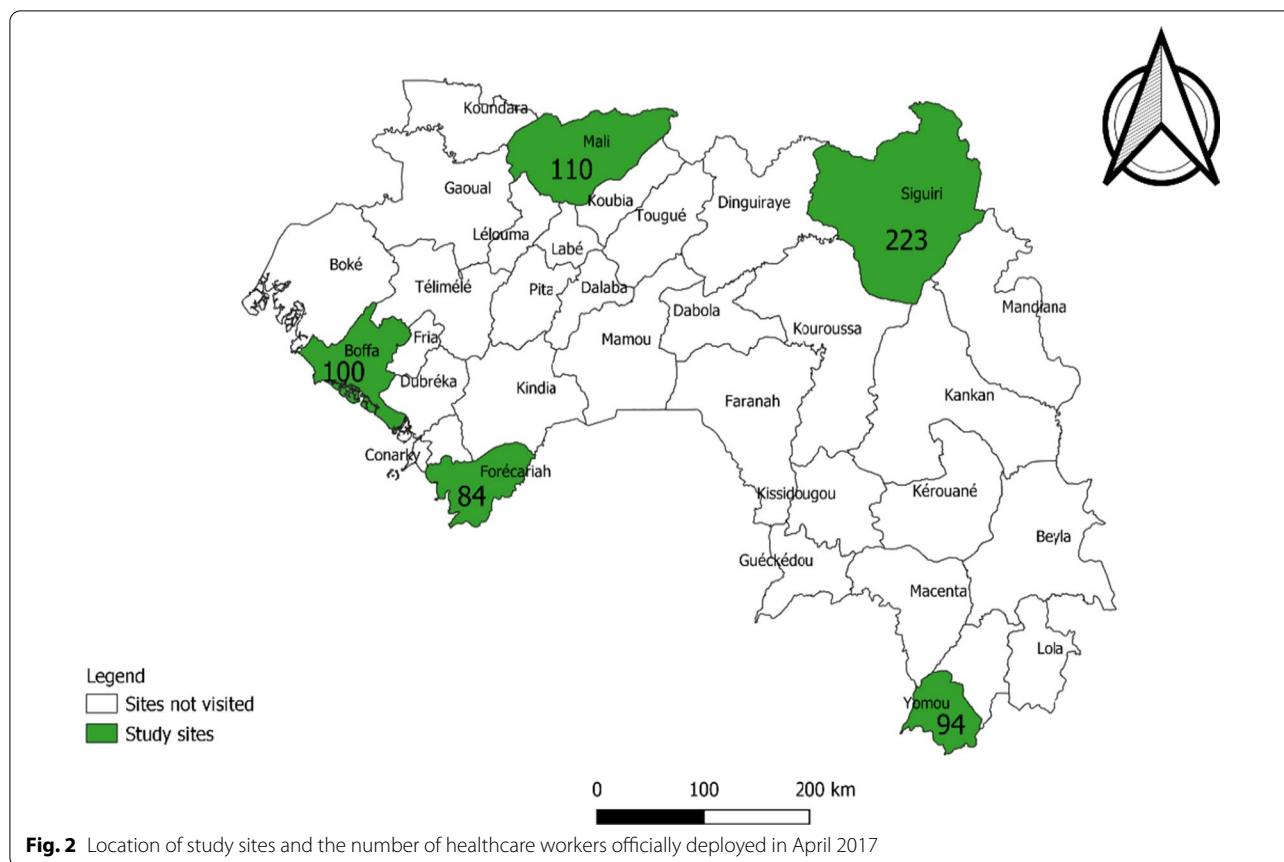 Koundara
Mali
110
Siguiri
223
Gaoual
Koubia
Tougué
Dinguiraye
Lélouma
Labé
Boké
Télimélé
Pita
Dalaba
Dabola
Mandiana
Kouroussa
Fria
Boffa
100
Mamou
Dubréka
Kindia
Faranah
Kankan
Conarky
Forécariah
84
Kissidougou
Kérouané
Beyla
Guéckédou
Macenta
Lola
Yomou
94
Legend
Sites not visited
Study sites
0 100 200 km
Fig. 2 Location of study sites and the number of healthcare workers officially deployed in April 2017